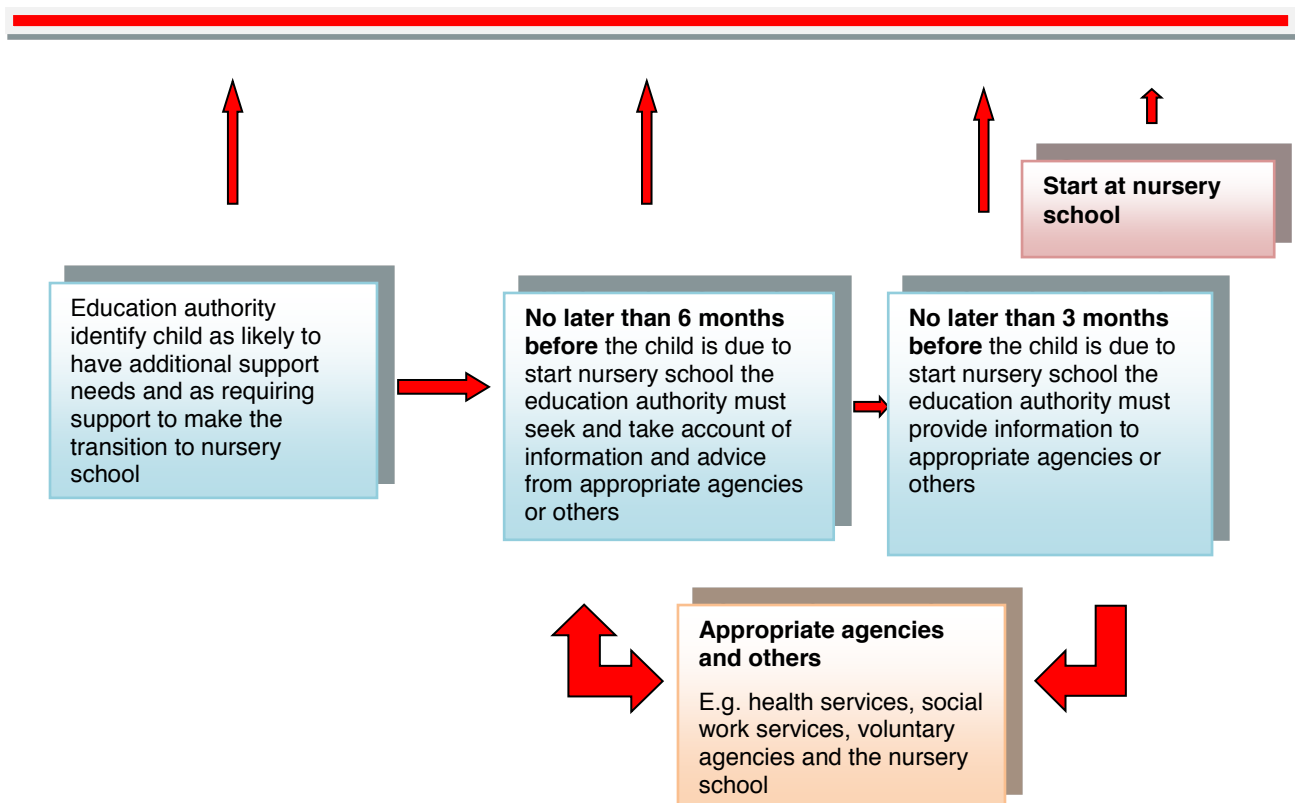 Start at nursery
school
Education authority
identify child as likely to
have additional support
needs and as requiring
support to make the
transition to nursery
school
No later than 6 months
before the child is due to
start nursery school the
education authority must
seek and take account of
information and advice
from appropriate agencies
or others
No later than 3 months
before the child is due to
start nursery school the
education authority must
provide information to
appropriate agencies or
others
Appropriate agencies
and others
E.g. health services, social
work services, voluntary
agencies and the nursery
school